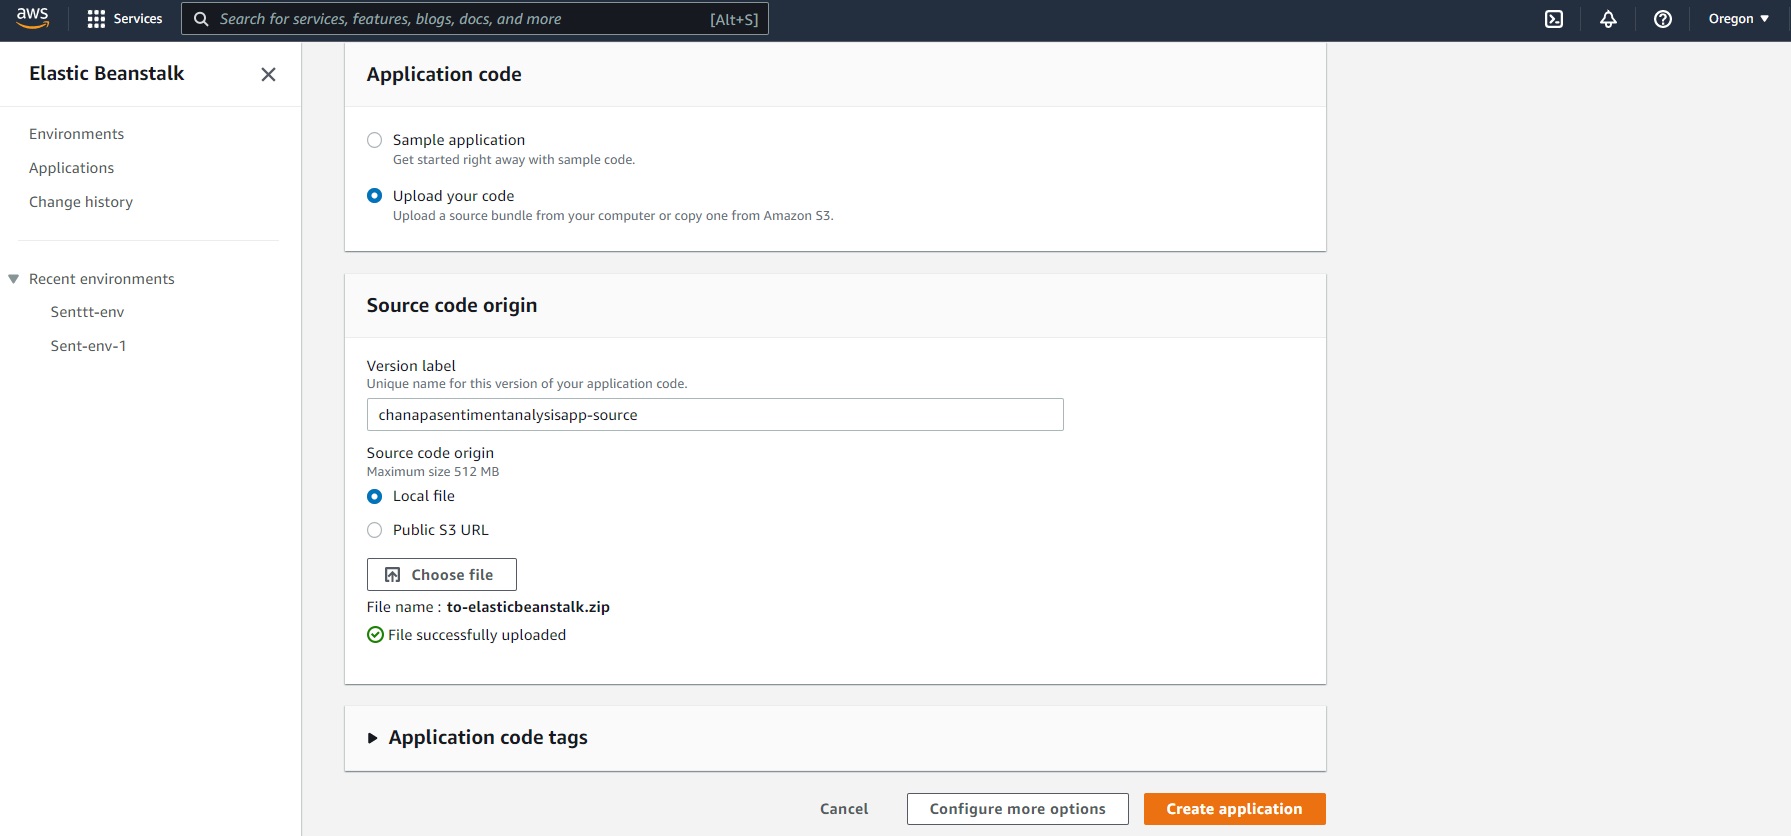 aws
Services
Search for services, features, blogs, docs, and more
[Alt+S]
Oregon
Elastic Beanstalk
Environments
Applications
Change history
Recent environments
Senttt-env
Sent-env-1
Application code
Sample application
Get started right away with sample code.
Upload your code
Upload a source bundle from your computer or copy one from Amazon S3.
Source code origin
Version label
Unique name for this version of your application code.
chanapasentimentanalysisapp-source
Source code origin
Maximum size 512 MB
Local file
Public S3 URL
Choose file
File name : to-elasticbeanstalk.zip
File successfully uploaded
Application code tags
Cancel
Configure more options
Create application